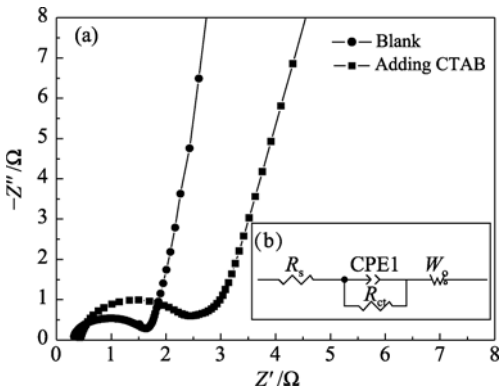 8
7
6
5
4
3
2
1
0
−Z″/Ω
(a)
Blank
Adding CTAB
(b)
Rs
CPE1
Wo
Rct
0 1 2 3 4 5 6 7 8
Z′/Ω